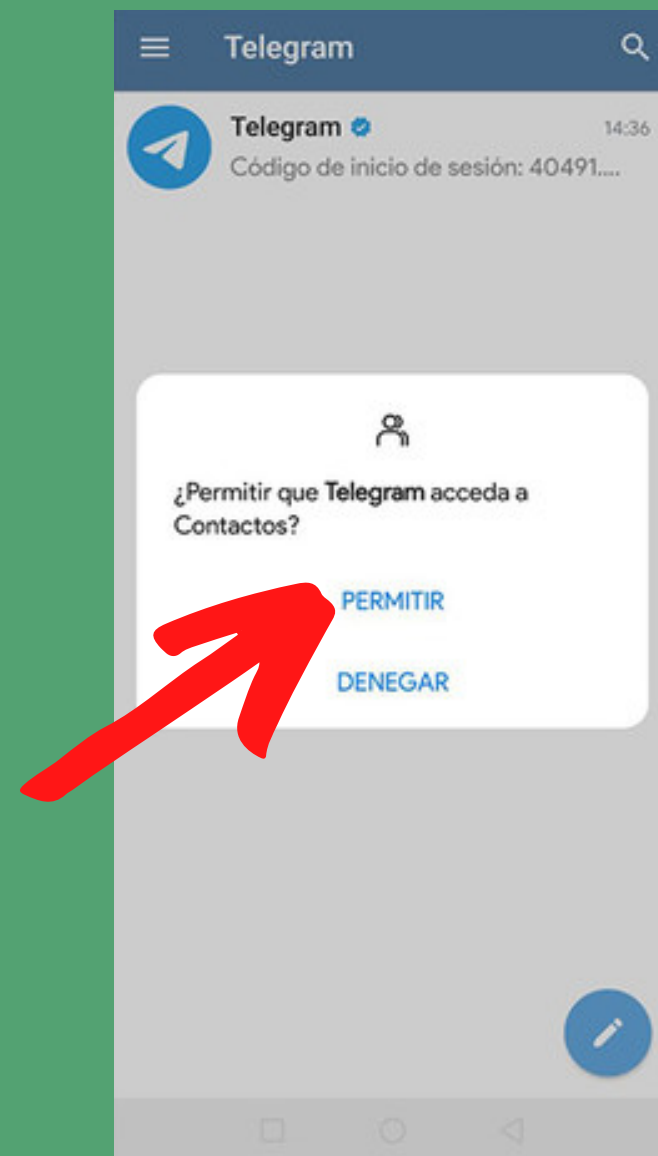 Telegram
Telegram
14:36
Código de inicio de sesión: 40491....
¿Permitir que Telegram acceda a
Contactos?
PERMITIR
DENEGAR